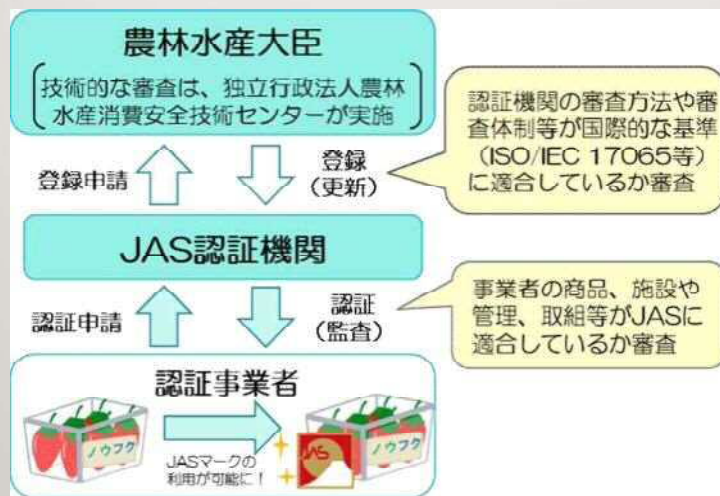 農林水産大臣
技術的な審査は、独立行政法人農林
水産消費安全技術センターが実施
登録申請
登録
(更新)
認証機関の審査方法や審
査体制等が国際的な基準
(ISO/IEC 17065等)
に適合しているか審査
JAS認証機関
認証申請
認証
(監査)
事業者の商品、施設や
管理、取組等がJASに
適合しているか審査
認証事業者
ノウフク
JASマークの
利用が可能に!
JAS
ノウフク